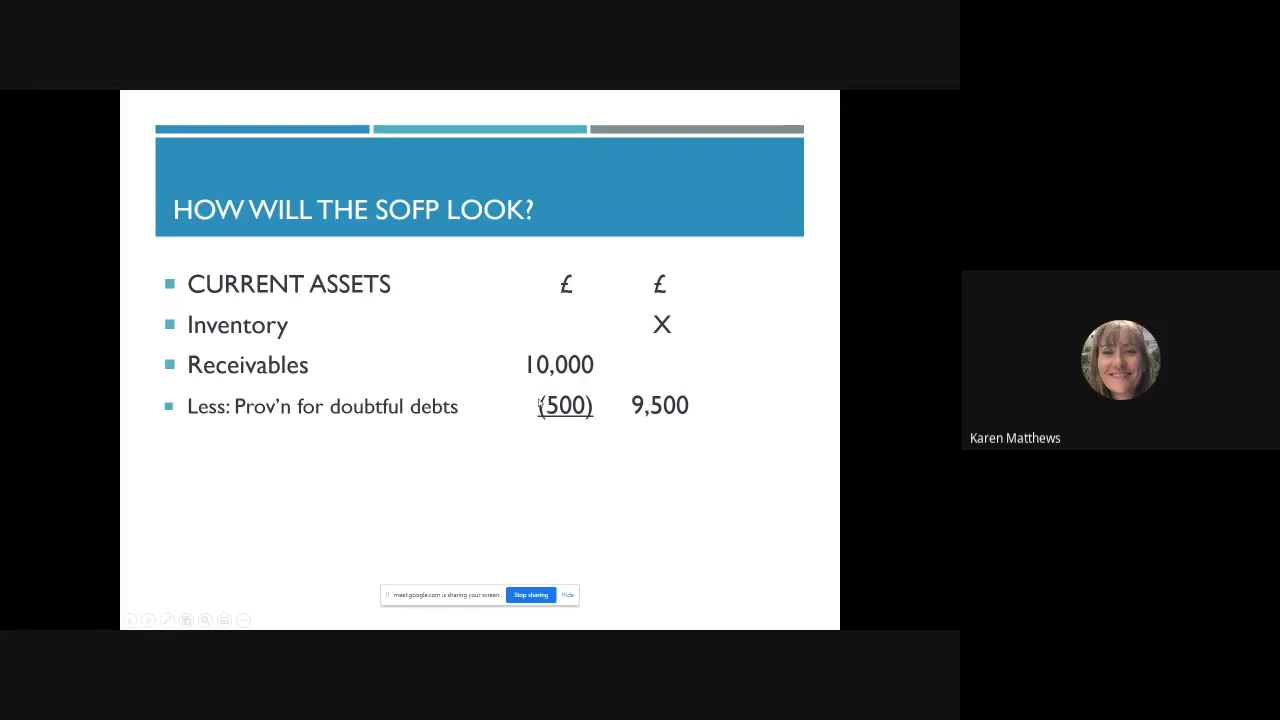 HOW WILL THE SOFP LOOK?
CURRENT ASSETS £ £
Inventory X
Receivables 10,000
Less: Prov’n for doubtful debts (500) 9,500
Karen Matthews
meet.google.com is sharing your screen. Stop sharing Hide